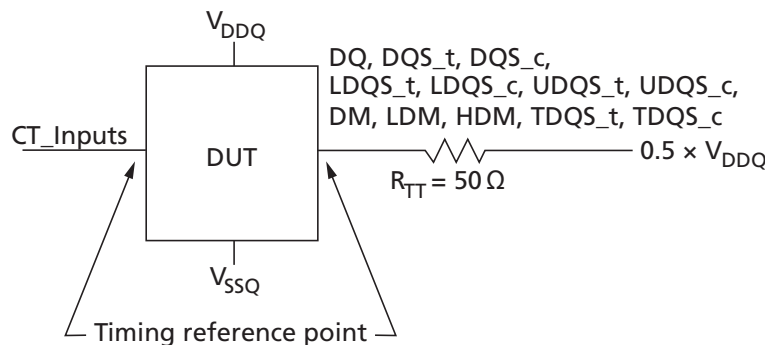 V_DDQ
DQ, DQS_t, DQS_c,
LDQS_t, LDQS_c, UDQS_t, UDQS_c,
DM, LDM, HDM, TDQS_t, TDQS_c
CT_Inputs
DUT
0.5 × V_DDQ
R_TT = 50 Ω
V_SSQ
Timing reference point